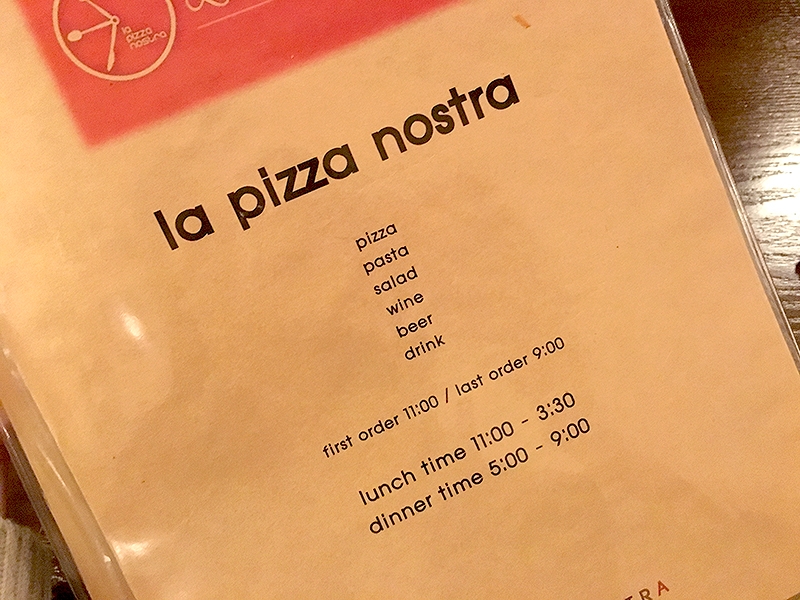 la
pizza
nostra
la pizza nostra
pizza
pasta
salad
wine
beer
drink
first order 11:00 / last order 9:00
lunch time 11:00 - 3:30
dinner time 5:00 - 9:00